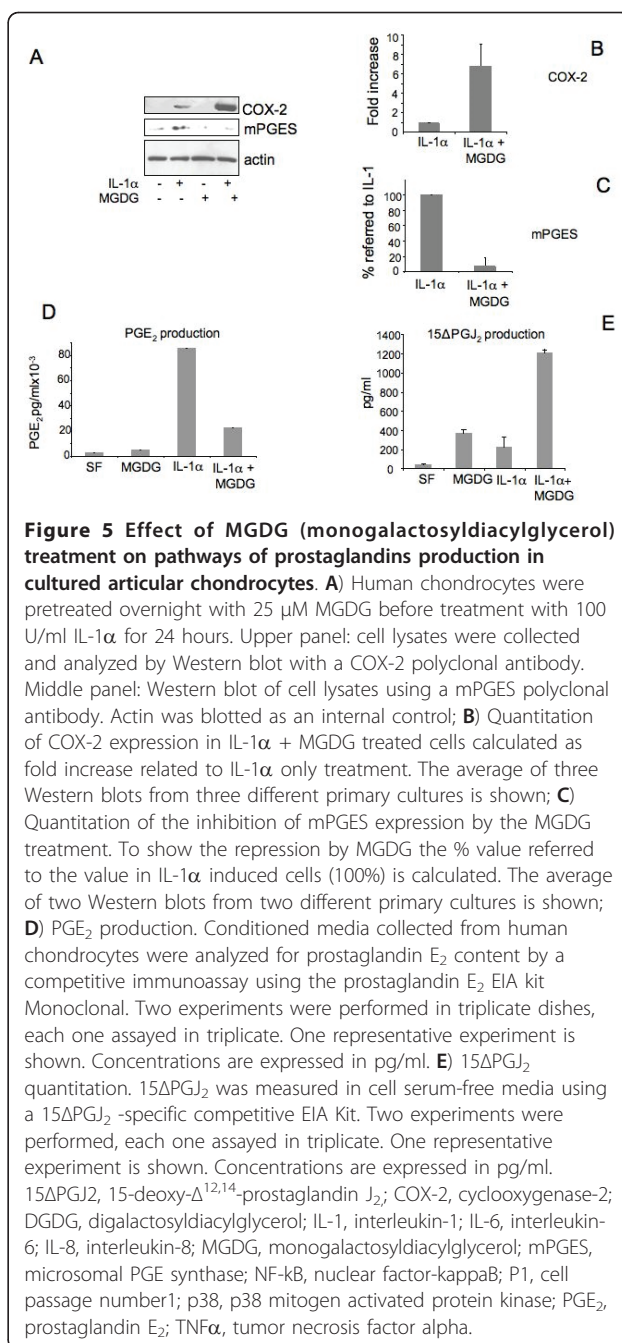 A
COX-2
mPGES
actin
IL-1α - + - +
MGDG - - + +
B
Fold increase
10
8
6
4
2
0
IL-1α
IL-1α +
MGDG
COX-2
C
% referred to IL-1
100
80
60
40
20
0
IL-1α
IL-1α +
MGDG
mPGES
D
PGE2 production
PGE2 pg/mlx10-3
80
60
40
20
0
SF MGDG IL-1α IL-1α +
MGDG
E
15ΔPGJ2 production
pg/ml
1400
1200
1000
800
600
400
200
0
SF MGDG IL-1α IL-1α+
MGDG
Figure 5 Effect of MGDG (monogalactosyldiacylglycerol)
treatment on pathways of prostaglandins production in
cultured articular chondrocytes. A) Human chondrocytes were
pretreated overnight with 25 μM MGDG before treatment with 100
U/ml IL-1α for 24 hours. Upper panel: cell lysates were collected
and analyzed by Western blot with a COX-2 polyclonal antibody.
Middle panel: Western blot of cell lysates using a mPGES polyclonal
antibody. Actin was blotted as an internal control; B) Quantitation
of COX-2 expression in IL-1α + MGDG treated cells calculated as
fold increase related to IL-1α only treatment. The average of three
Western blots from three different primary cultures is shown; C)
Quantitation of the inhibition of mPGES expression by the MGDG
treatment. To show the repression by MGDG the % value referred
to the value in IL-1α induced cells (100%) is calculated. The average
of two Western blots from two different primary cultures is shown;
D) PGE2 production. Conditioned media collected from human
chondrocytes were analyzed for prostaglandin E2 content by a
competitive immunoassay using the prostaglandin E2 EIA kit
Monoclonal. Two experiments were performed in triplicate dishes,
each one assayed in triplicate. One representative experiment is
shown. Concentrations are expressed in pg/ml. E) 15ΔPGJ2
quantitation. 15ΔPGJ2 was measured in cell serum-free media using
a 15ΔPGJ2 -specific competitive EIA Kit. Two experiments were
performed, each one assayed in triplicate. One representative
experiment is shown. Concentrations are expressed in pg/ml.
15ΔPGJ2, 15-deoxy-Δ12,14-prostaglandin J2; COX-2, cyclooxygenase-2;
DGDG, digalactosyldiacylglycerol; IL-1, interleukin-1; IL-6, interleukin-
6; IL-8, interleukin-8; MGDG, monogalactosyldiacylglycerol; mPGES,
microsomal PGE synthase; NF-kB, nuclear factor-kappaB; P1, cell
passage number1; p38, p38 mitogen activated protein kinase; PGE2,
prostaglandin E2; TNFα, tumor necrosis factor alpha.